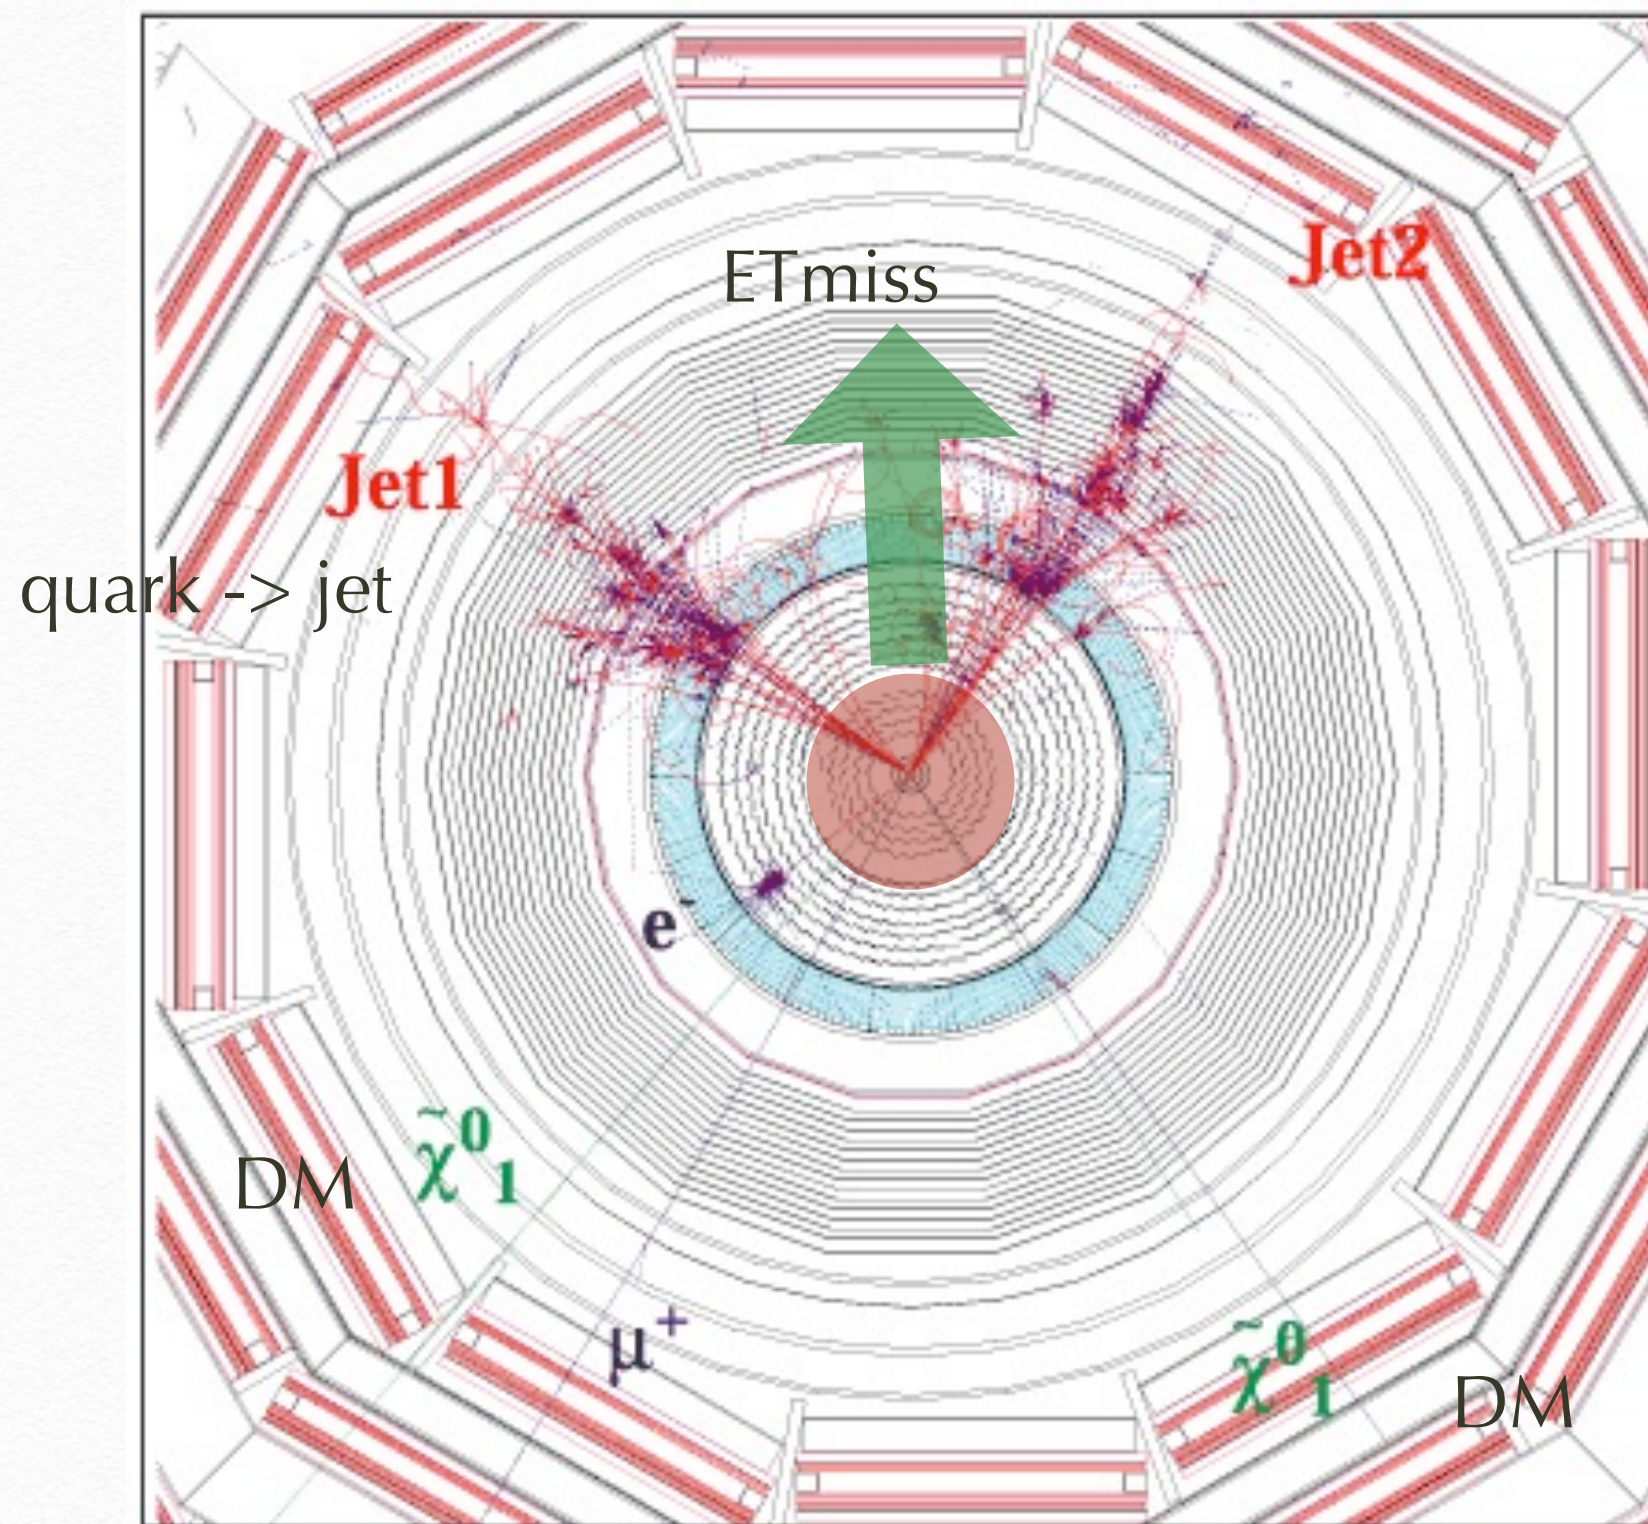 ETmiss
Jet2
Jet1
quark -> jet
e⁻
χ̃⁰₁
DM
μ⁺
χ̃⁰₁
DM